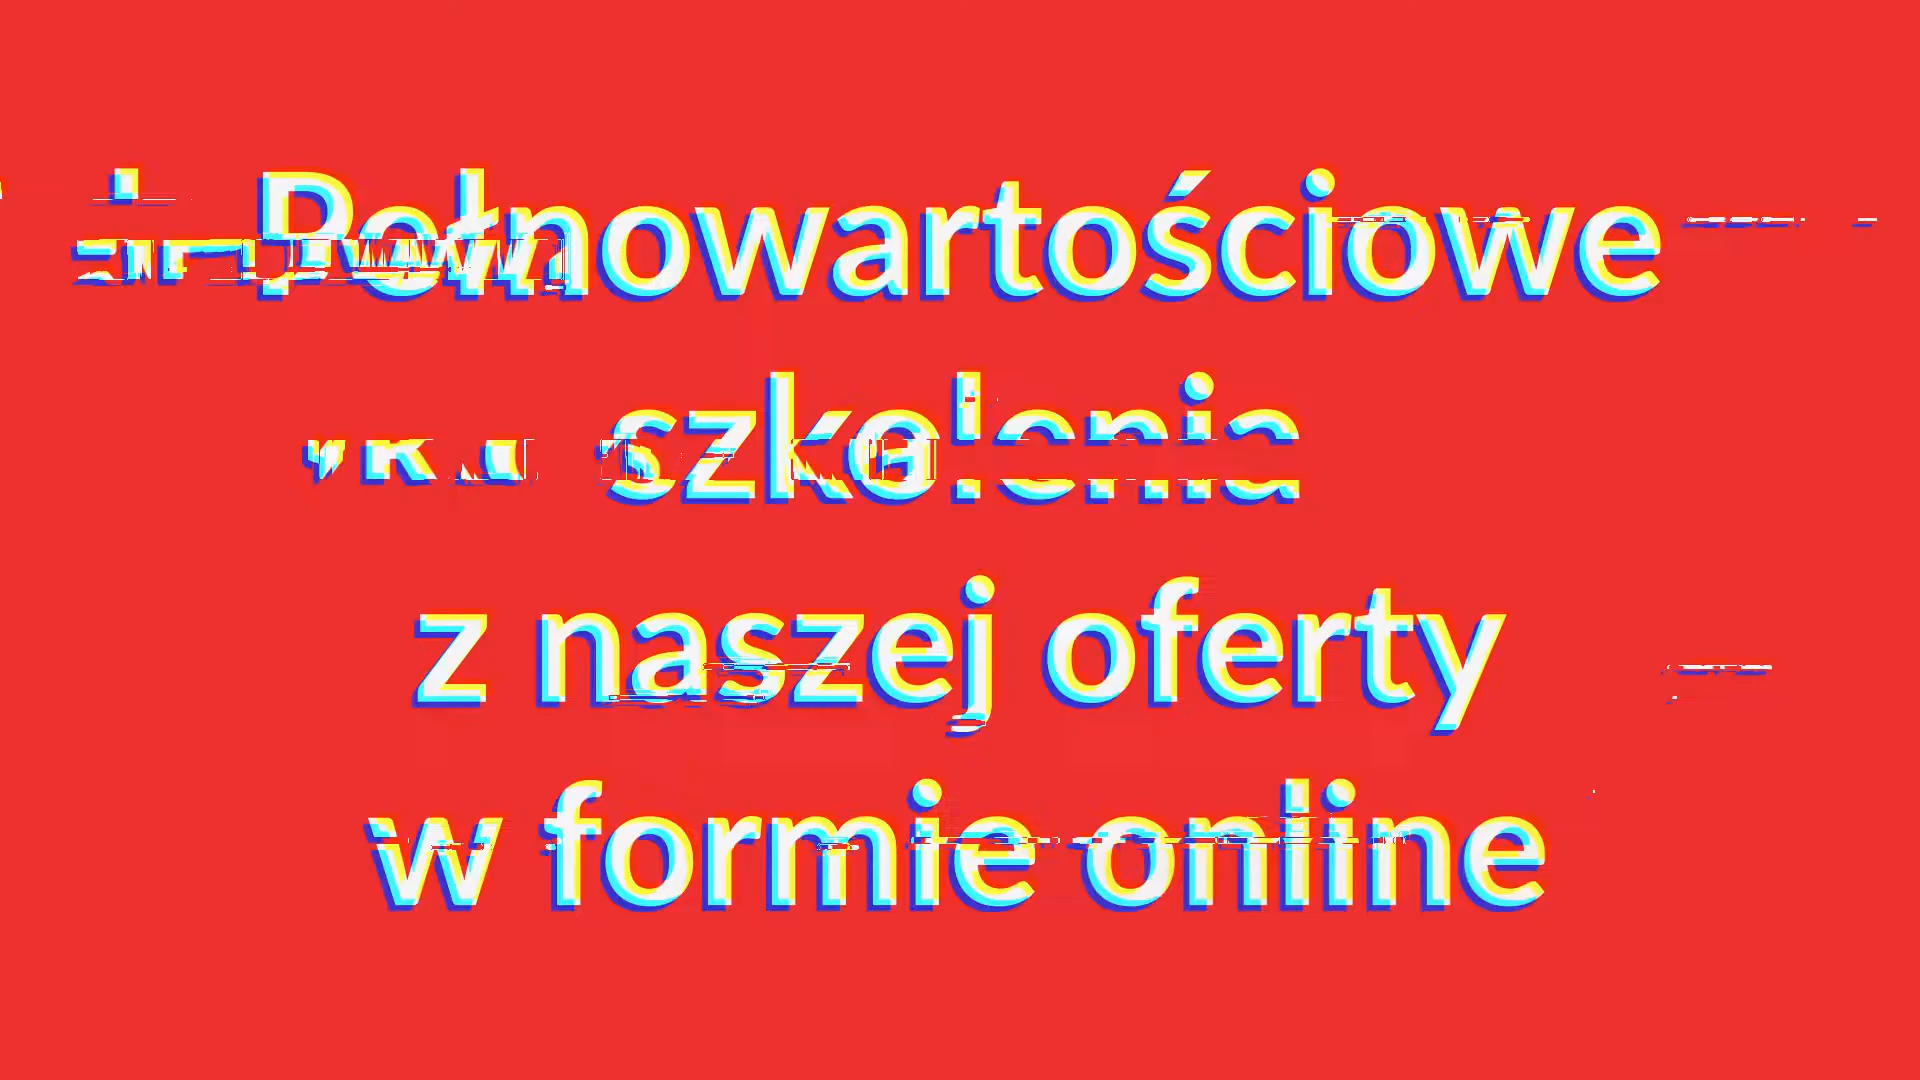 Pełnowartościowe
szkolenia
z naszej oferty
w formie online